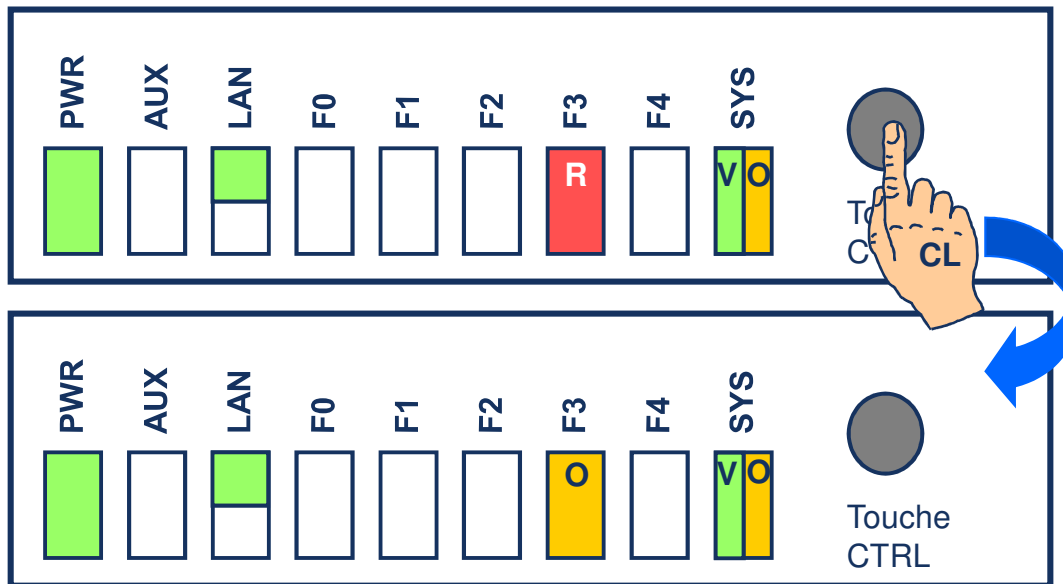 PWR AUX LAN F0 F1 F2 F3 F4 SYS
R V O
To
C
CL
PWR AUX LAN F0 F1 F2 F3 F4 SYS
O V O
Touche
CTRL